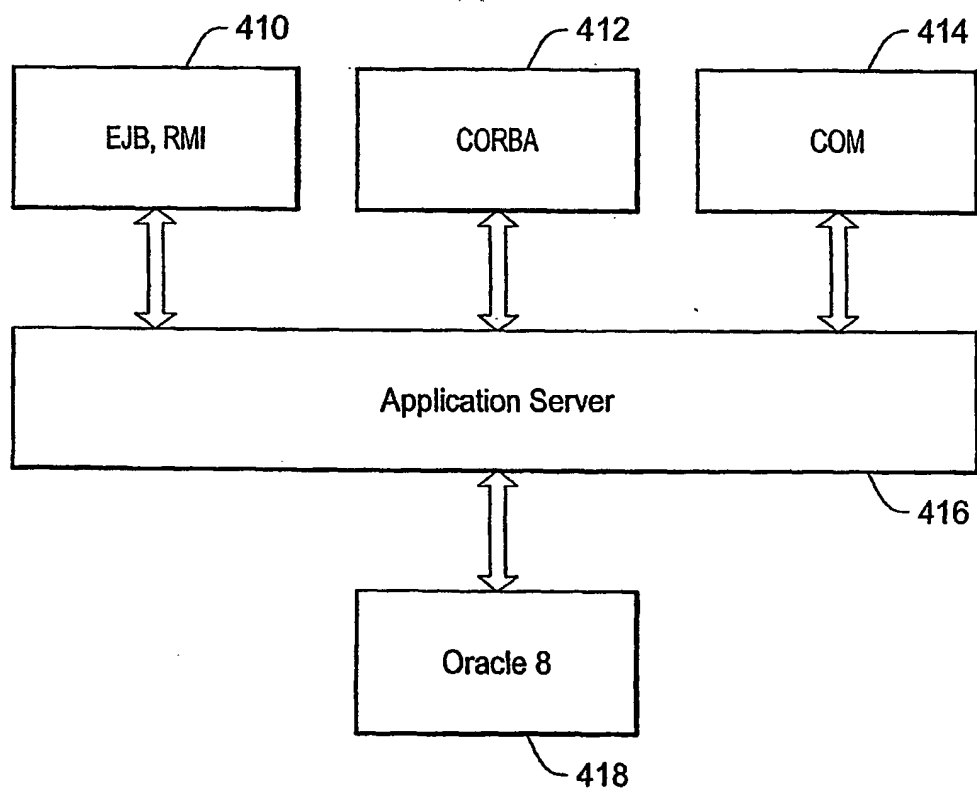 410
412
414
EJB, RMI
CORBA
COM
Application Server
416
Oracle 8
418